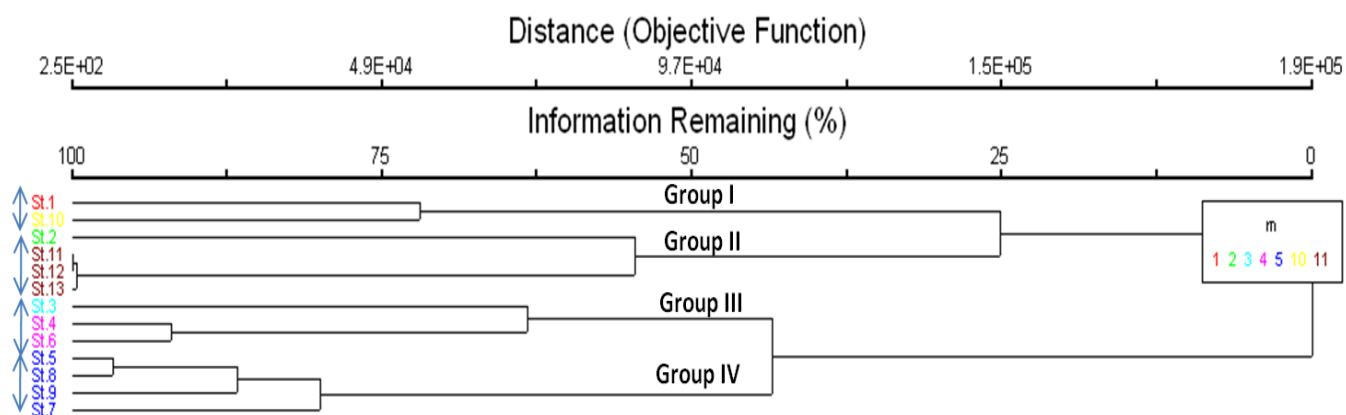 Distance (Objective Function)
2.5E+02 4.9E+04 9.7E+04 1.5E+05 1.9E+05
Information Remaining (%)
100 75 50 25 0
St.1
Group I
St.10
St.2
Group II
St.11
St.12
St.13
St.3
Group III
St.4
St.6
St.5
St.8
Group IV
St.9
St.7
m
1 2 3 4 5 10 11